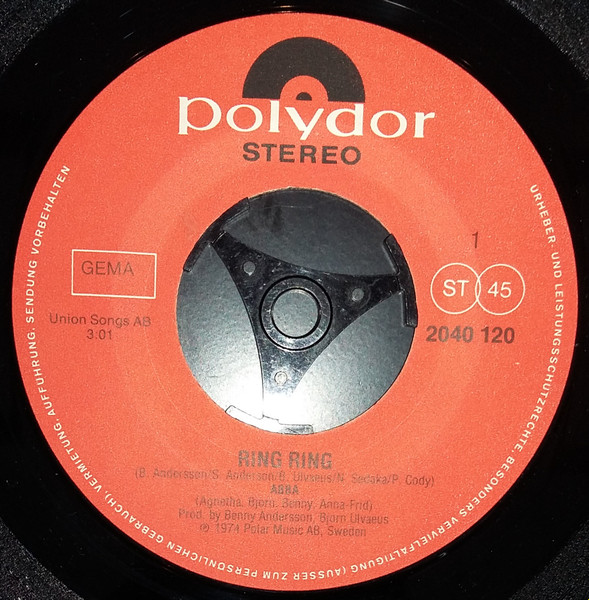 polydor
STEREO
GEMA
Union Songs AB
3.01
1
ST 45
2040 120
RING RING
(B. Andersson/S. Anderson/B. Ulvaeus/N. Sedaka/P. Cody)
ABBA
(Agnetha, Bjorn, Benny, Anna-Frid)
Prod. by Benny Andersson, Bjorn Ulvaeus
℗ 1974 Polar Music AB, Sweden
URHEBER- UND LEISTUNGSSCHUTZRECHTE, BESONDERS VERVIELFÄLTIGUNG (AUSSER ZUM PERSÖNLICHEN GEBRAUCH), VERMIETUNG, AUFFÜHRUNG, SENDUNG VORBEHALTEN